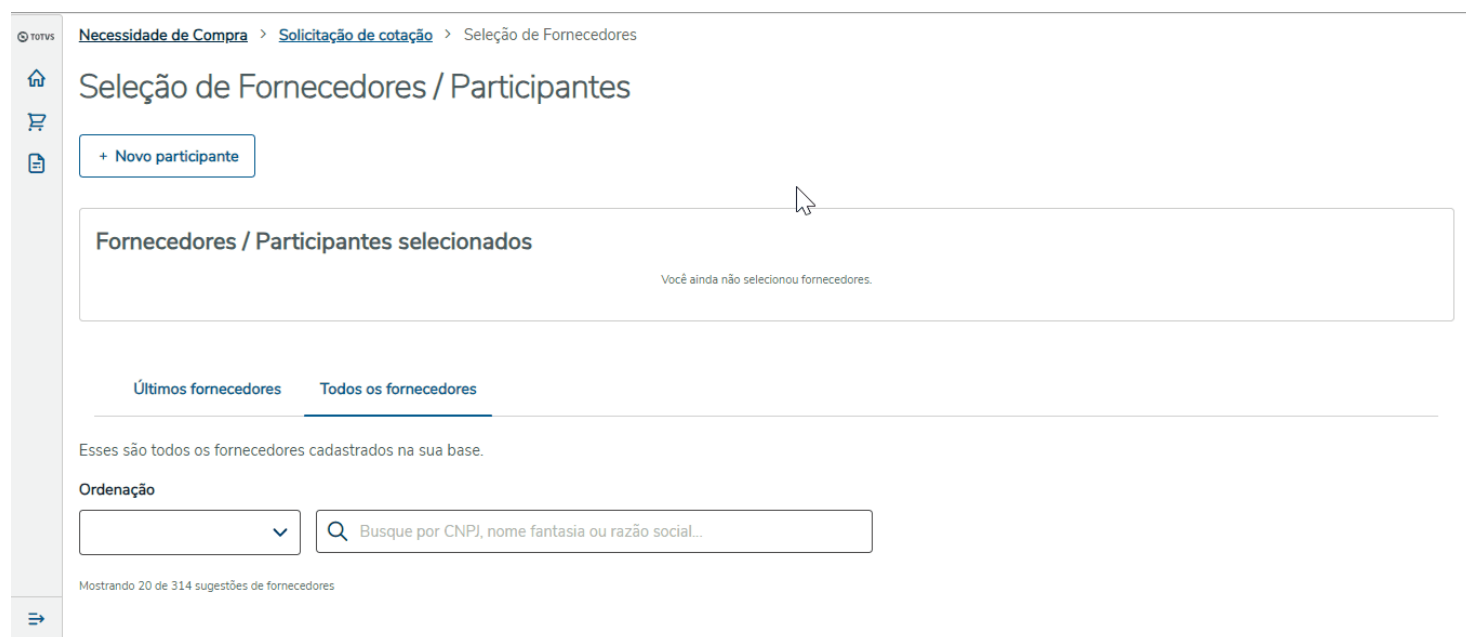 TOTVS
Necessidade de Compra > Solicitação de cotação > Seleção de Fornecedores
Seleção de Fornecedores / Participantes
+ Novo participante
Fornecedores / Participantes selecionados
Você ainda não selecionou fornecedores.
Últimos fornecedores Todos os fornecedores
Esses são todos os fornecedores cadastrados na sua base.
Ordenação
Busque por CNPJ, nome fantasia ou razão social...
Mostrando 20 de 314 sugestões de fornecedores